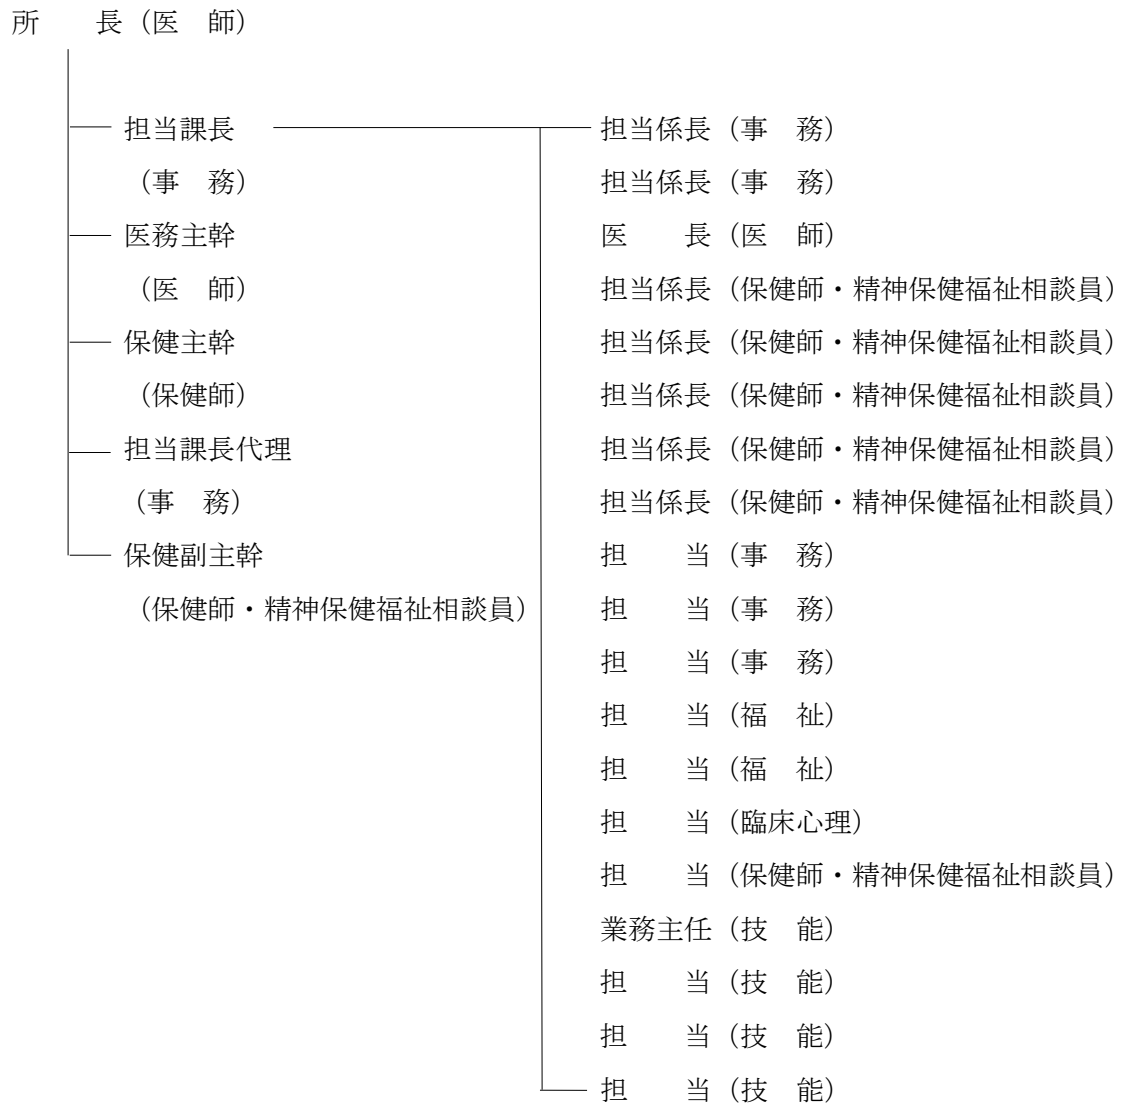 所　　長（医　師）
担当課長
（事　務）
医務主幹
（医　師）
保健主幹
（保健師）
担当課長代理
（事　務）
保健副主幹
（保健師・精神保健福祉相談員）
担当係長（事　務）
担当係長（事　務）
医　　長（医　師）
担当係長（保健師・精神保健福祉相談員）
担当係長（保健師・精神保健福祉相談員）
担当係長（保健師・精神保健福祉相談員）
担当係長（保健師・精神保健福祉相談員）
担当係長（保健師・精神保健福祉相談員）
担　　当（事　務）
担　　当（事　務）
担　　当（事　務）
担　　当（福　祉）
担　　当（福　祉）
担　　当（臨床心理）
担　　当（保健師・精神保健福祉相談員）
業務主任（技　能）
担　　当（技　能）
担　　当（技　能）
担　　当（技　能）